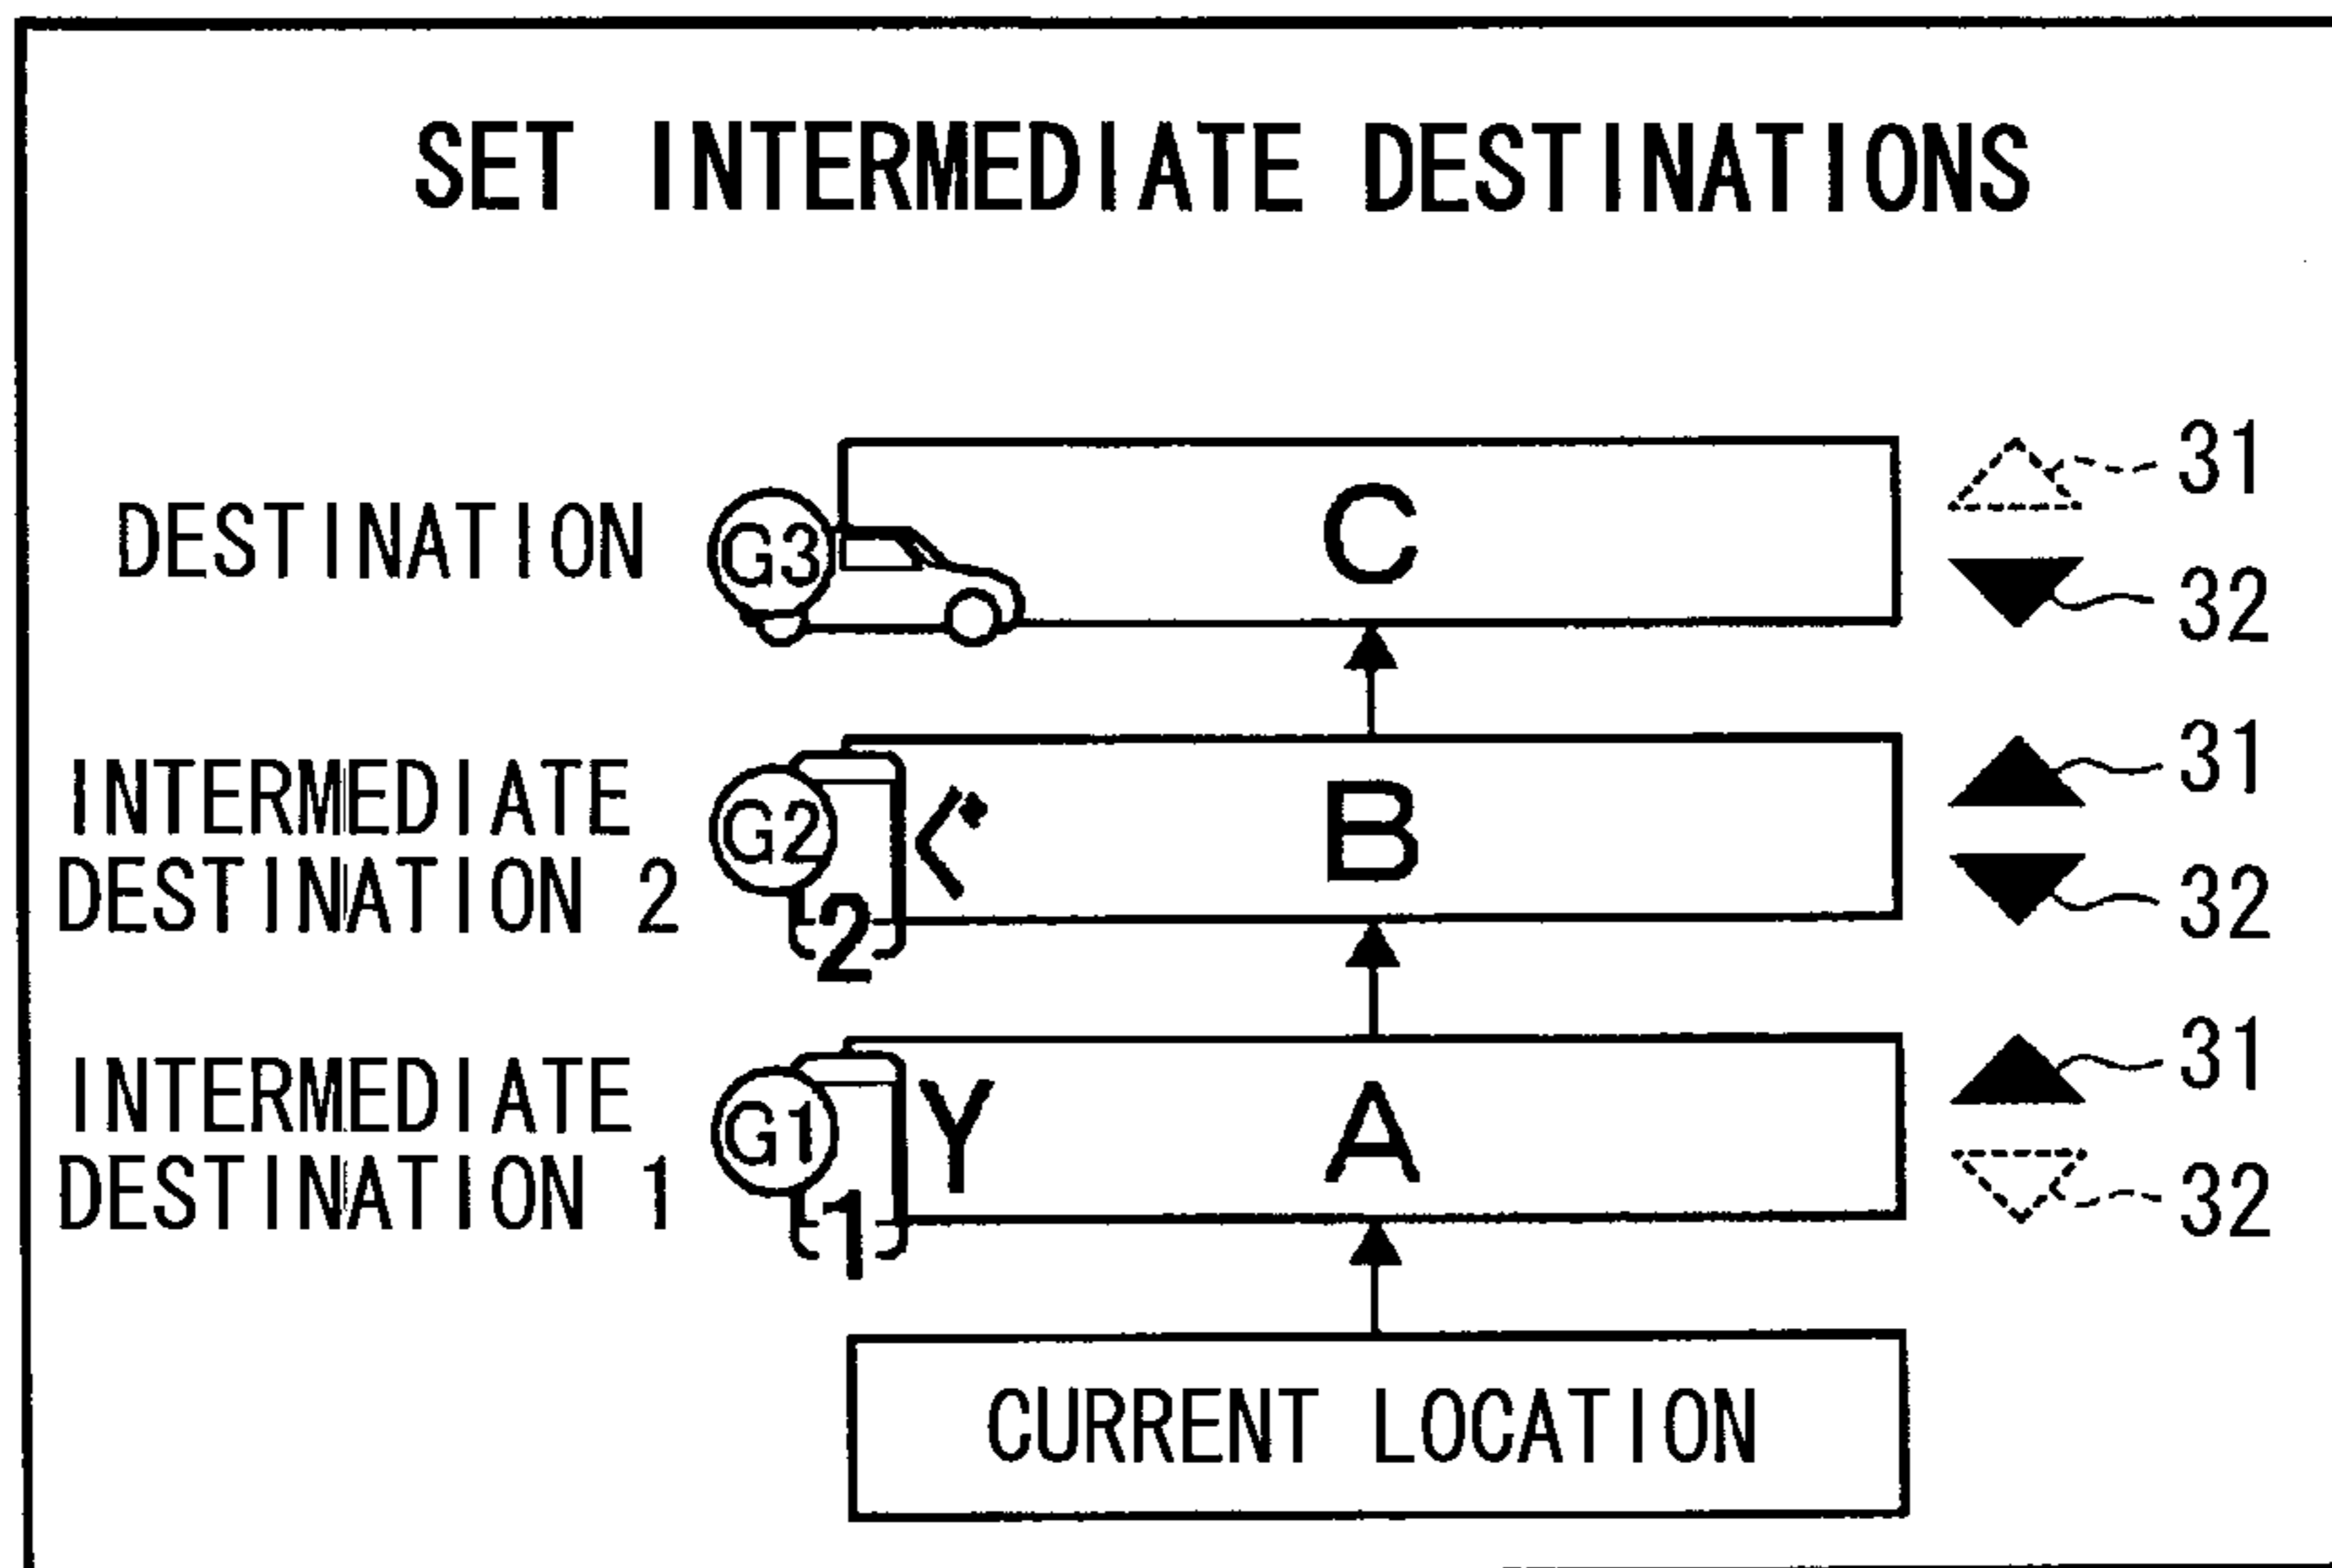 SET INTERMEDIATE DESTINATIONS
31
DESTINATION G3 C
32
31
INTERMEDIATE
DESTINATION 2 G2 ぐ B
2
32
31
INTERMEDIATE
DESTINATION 1 G1 Y A
1
32
CURRENT LOCATION